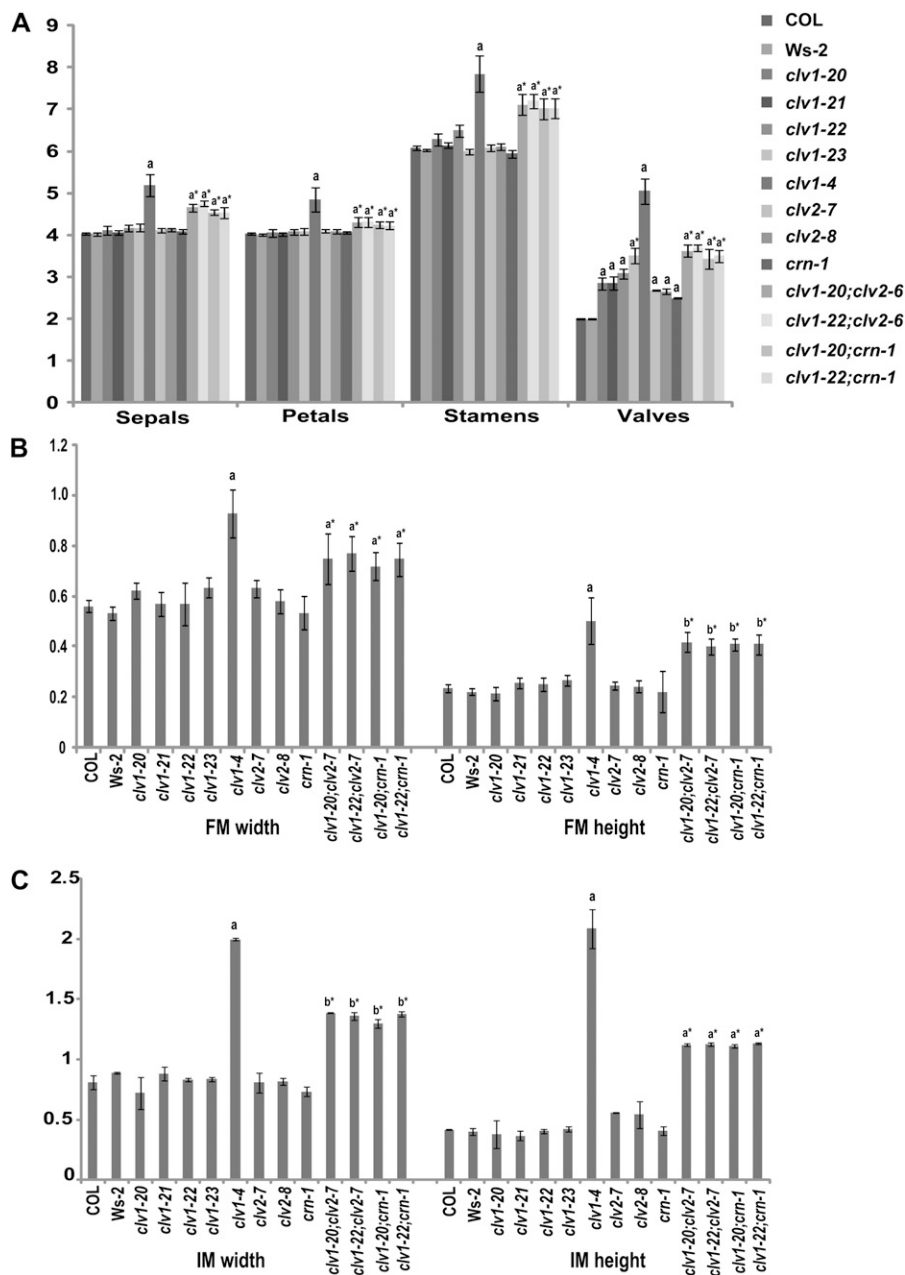 A
9
8
7
6
5
4
3
2
1
0
a
a
a
a
a* a* a* a*
a* a* a* a*
a* a* a* a*
a a a a* a a a a* a* a* a*
Sepals Petals Stamens Valves
COL
Ws-2
clv1-20
clv1-21
clv1-22
clv1-23
clv1-4
clv2-7
clv2-8
crn-1
clv1-20;clv2-6
clv1-22;clv2-6
clv1-20;crn-1
clv1-22;crn-1
B
1.2
1.0
0.8
0.6
0.4
0.2
0
a a* a* a* a*
a b* b* b* b*
COL
Ws-2
clv1-20
clv1-21
clv1-22
clv1-23
clv1-4
clv2-7
clv2-8
crn-1
clv1-20;clv2-7
clv1-22;clv2-7
clv1-20;crn-1
clv1-22;crn-1
FM width
COL
Ws-2
clv1-20
clv1-21
clv1-22
clv1-23
clv1-4
clv2-7
clv2-8
crn-1
clv1-20;clv2-7
clv1-22;clv2-7
clv1-20;crn-1
clv1-22;crn-1
FM height
C
2.5
2
1.5
1
0.5
0
a b* b* b* b*
a a* a* a* a*
COL
Ws-2
clv1-20
clv1-21
clv1-22
clv1-23
clv1-4
clv2-7
clv2-8
crn-1
clv1-20;clv2-7
clv1-22;clv2-7
clv1-20;crn-1
clv1-22;crn-1
IM width
COL
Ws-2
clv1-20
clv1-21
clv1-22
clv1-23
clv1-4
clv2-7
clv2-8
crn-1
clv1-20;clv2-7
clv1-22;clv2-7
clv1-20;crn-1
clv1-22;crn-1
IM height